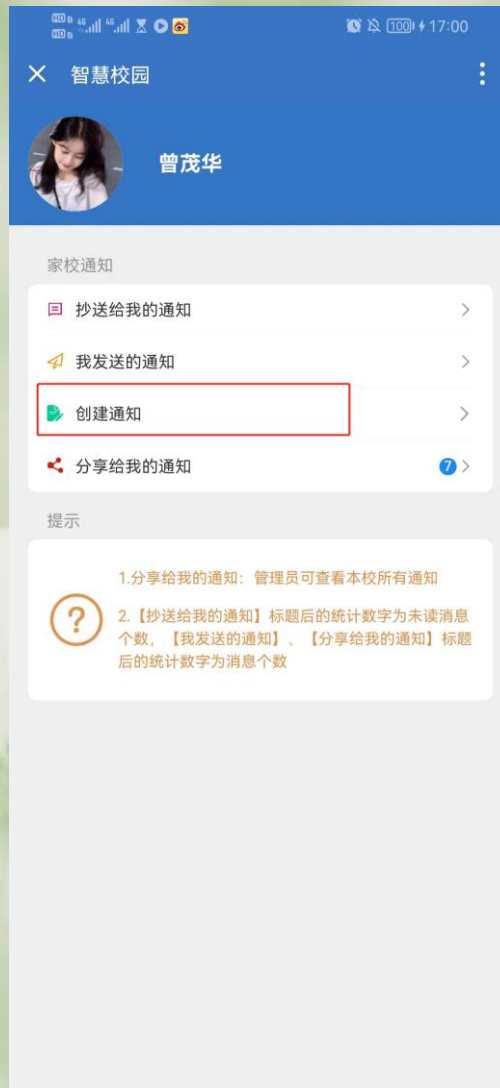 HD B 4G 4G 100 17:00
HD B
智慧校园
曾茂华
家校通知
抄送给我的通知
我发送的通知
创建通知
分享给我的通知 7
提示
1.分享给我的通知：管理员可查看本校所有通知
2.【抄送给我的通知】标题后的统计数字为未读消息
个数，【我发送的通知】、【分享给我的通知】标题
后的统计数字为消息个数
?